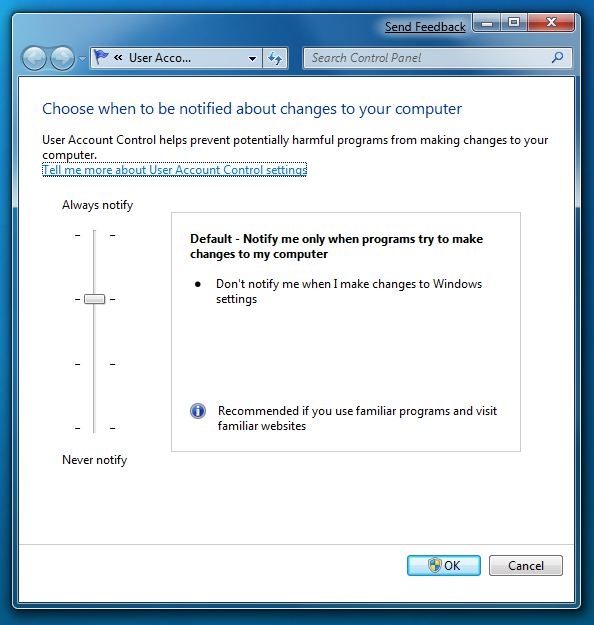 Send Feedback
« User Acco...
Search Control Panel
Choose when to be notified about changes to your computer
User Account Control helps prevent potentially harmful programs from making changes to your
computer.
Tell me more about User Account Control settings
Always notify
Default - Notify me only when programs try to make
changes to my computer
• Don't notify me when I make changes to Windows
settings
Recommended if you use familiar programs and visit
familiar websites
Never notify
OK
Cancel